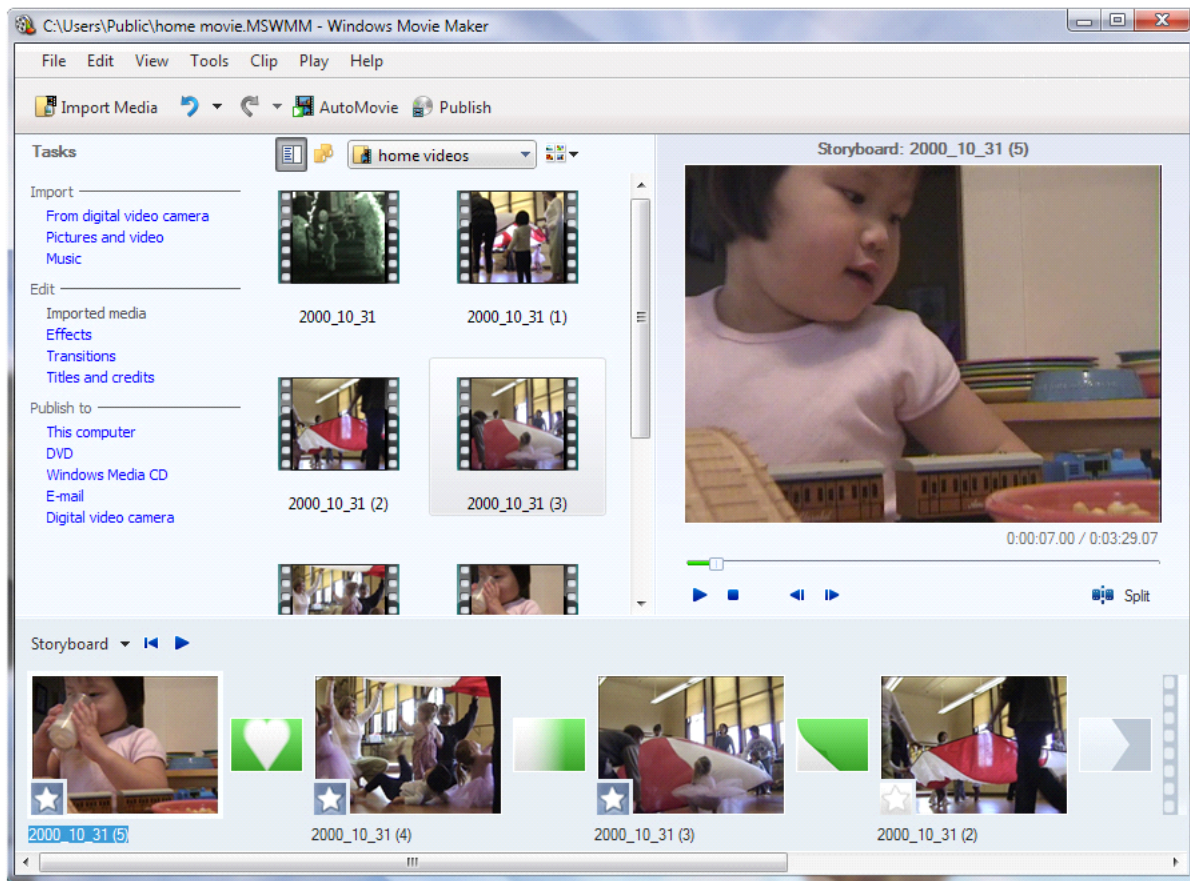 C:\Users\Public\home movie.MSWMM - Windows Movie Maker
File Edit View Tools Clip Play Help
Import Media AutoMovie Publish
Tasks
Import
From digital video camera
Pictures and video
Music
Edit
Imported media
Effects
Transitions
Titles and credits
Publish to
This computer
DVD
Windows Media CD
E-mail
Digital video camera
home videos
2000_10_31 2000_10_31 (1)
2000_10_31 (2) 2000_10_31 (3)
Storyboard: 2000_10_31 (5)
0:00:07.00 / 0:03:29.07
Split
Storyboard
2000_10_31 (5) 2000_10_31 (4) 2000_10_31 (3) 2000_10_31 (2)